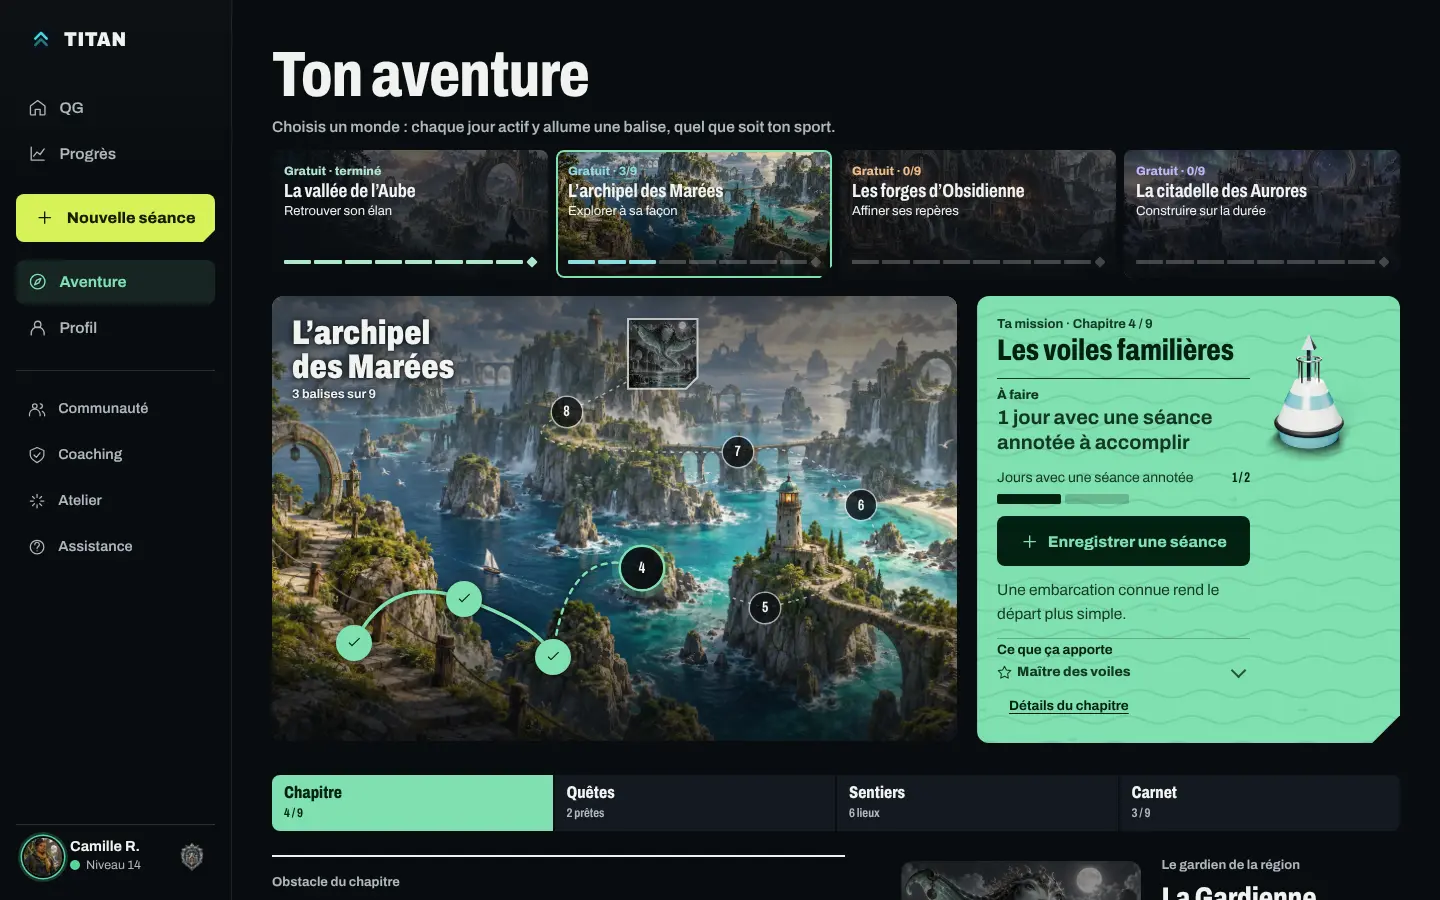 TITAN
QG
Progrès
Nouvelle séance
Aventure
Profil
Communauté
Coaching
Atelier
Assistance
Camille R.
Niveau 14
Ton aventure
Choisis un monde : chaque jour actif y allume une balise, quel que soit ton sport.
Gratuit · terminé
La vallée de l’Aube
Retrouver son élan
Gratuit · 3/9
L’archipel des Marées
Explorer à sa façon
Gratuit · 0/9
Les forges d’Obsidienne
Affiner ses repères
Gratuit · 0/9
La citadelle des Aurores
Construire sur la durée
L’archipel
des Marées
3 balises sur 9
8
7
6
4
5
Ta mission · Chapitre 4 / 9
Les voiles familières
À faire
1 jour avec une séance
annotée à accomplir
Jours avec une séance annotée 1 / 2
Enregistrer une séance
Une embarcation connue rend le
départ plus simple.
Ce que ça apporte
Maître des voiles
Détails du chapitre
Chapitre
4 / 9
Quêtes
2 prêtes
Sentiers
6 lieux
Carnet
3 / 9
Obstacle du chapitre
Le gardien de la région
La Gardienne